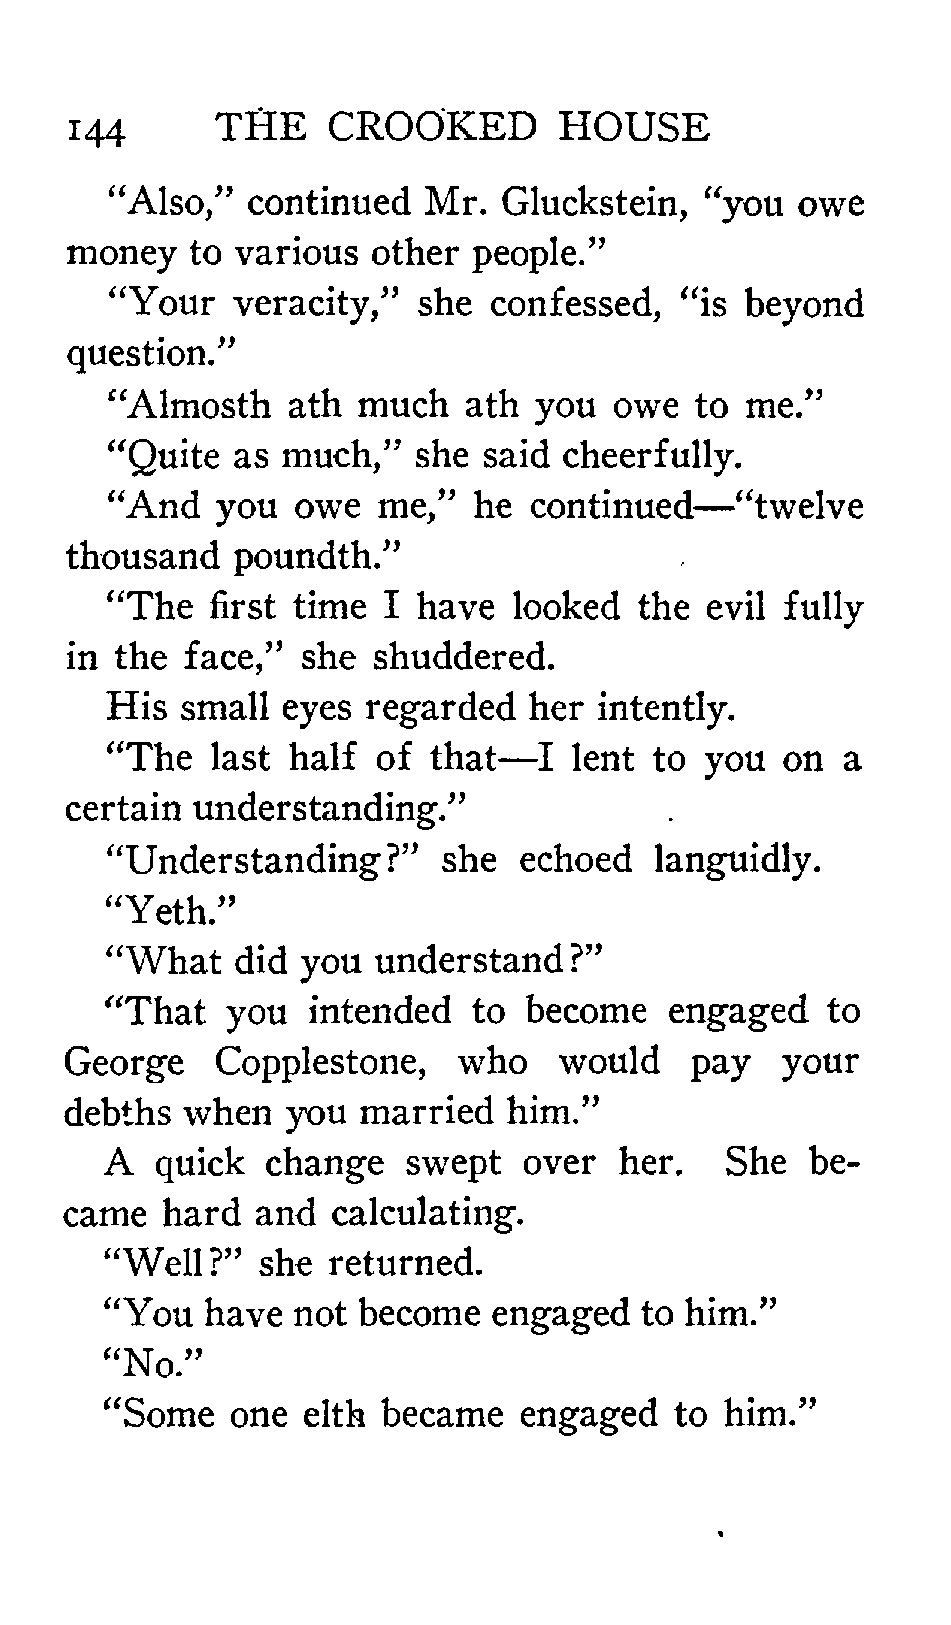 144 THE CROOKED HOUSE
"Also," continued Mr. Gluckstein, "you owe
money to various other people."
"Your veracity," she confessed, "is beyond
question."
"Almosth ath much ath you owe to me."
"Quite as much," she said cheerfully.
"And you owe me," he continued—"twelve
thousand poundth."
"The first time I have looked the evil fully
in the face," she shuddered.
His small eyes regarded her intently.
"The last half of that—I lent to you on a
certain understanding."
"Understanding?" she echoed languidly.
"Yeth."
"What did you understand?"
"That you intended to become engaged to
George Copplestone, who would pay your
debths when you married him."
A quick change swept over her. She be-
came hard and calculating.
"Well?" she returned.
"You have not become engaged to him."
"No."
"Some one elth became engaged to him."